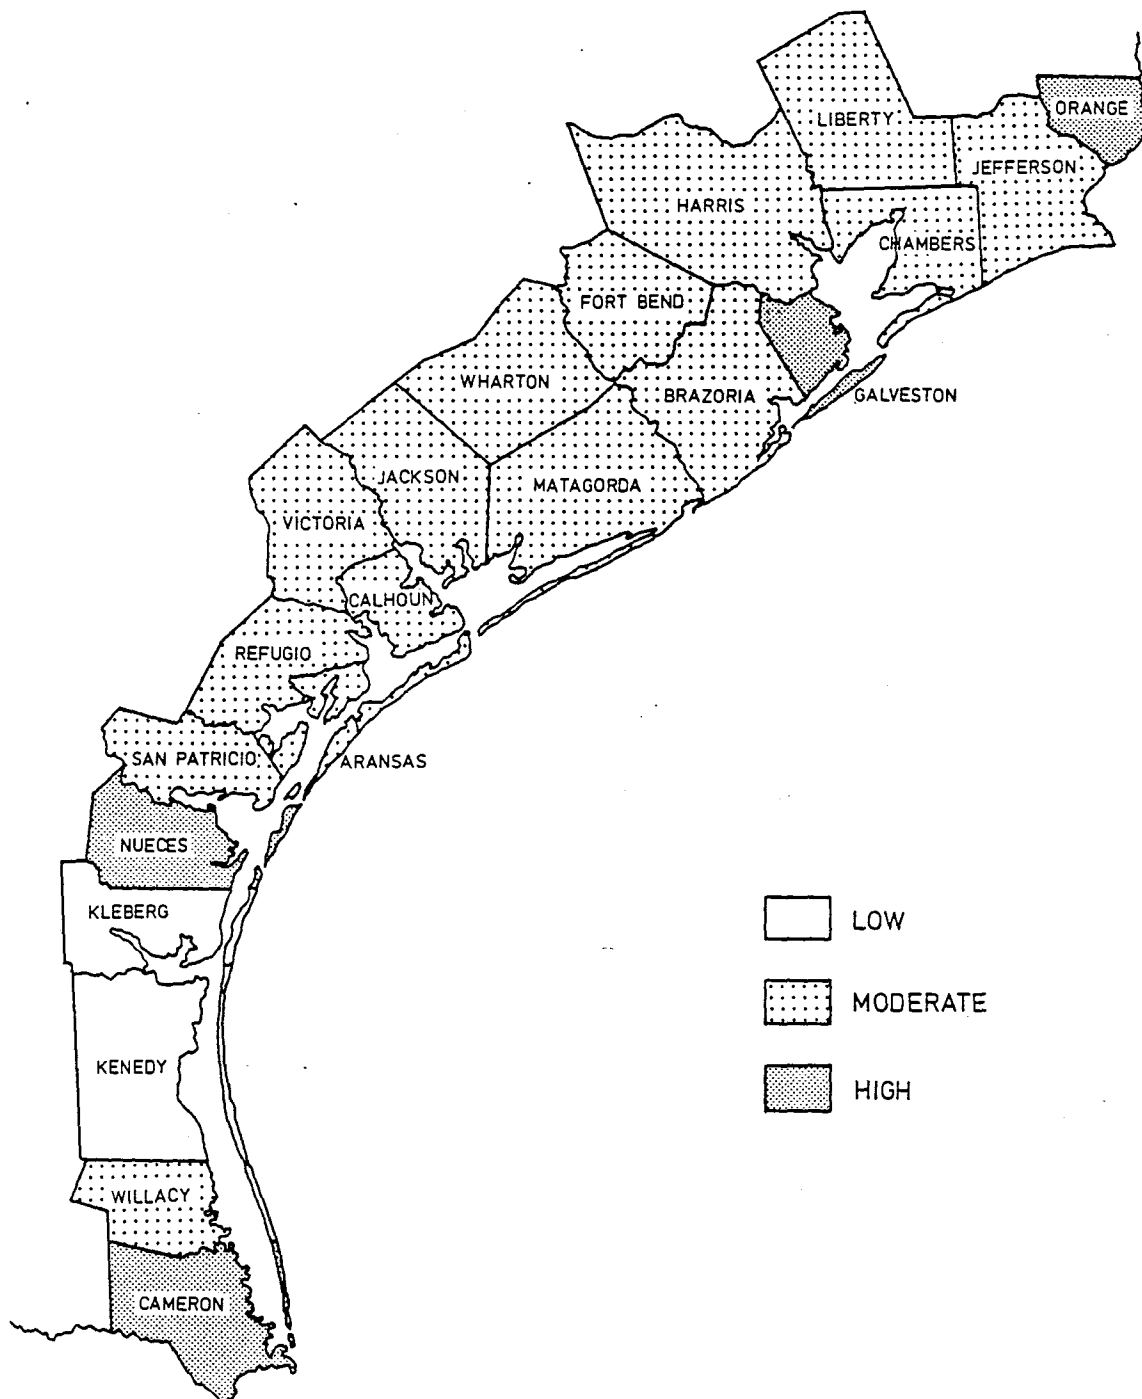 ORANGE
LIBERTY
JEFFERSON
HARRIS
CHAMBERS
FORT BEND
WHARTON
BRAZORIA
GALVESTON
JACKSON
MATAGORDA
VICTORIA
CALHOUN
REFUGIO
SAN PATRICIO
ARANSAS
NUECES
KLEBERG
LOW
MODERATE
KENEDY
HIGH
WILLACY
CAMERON